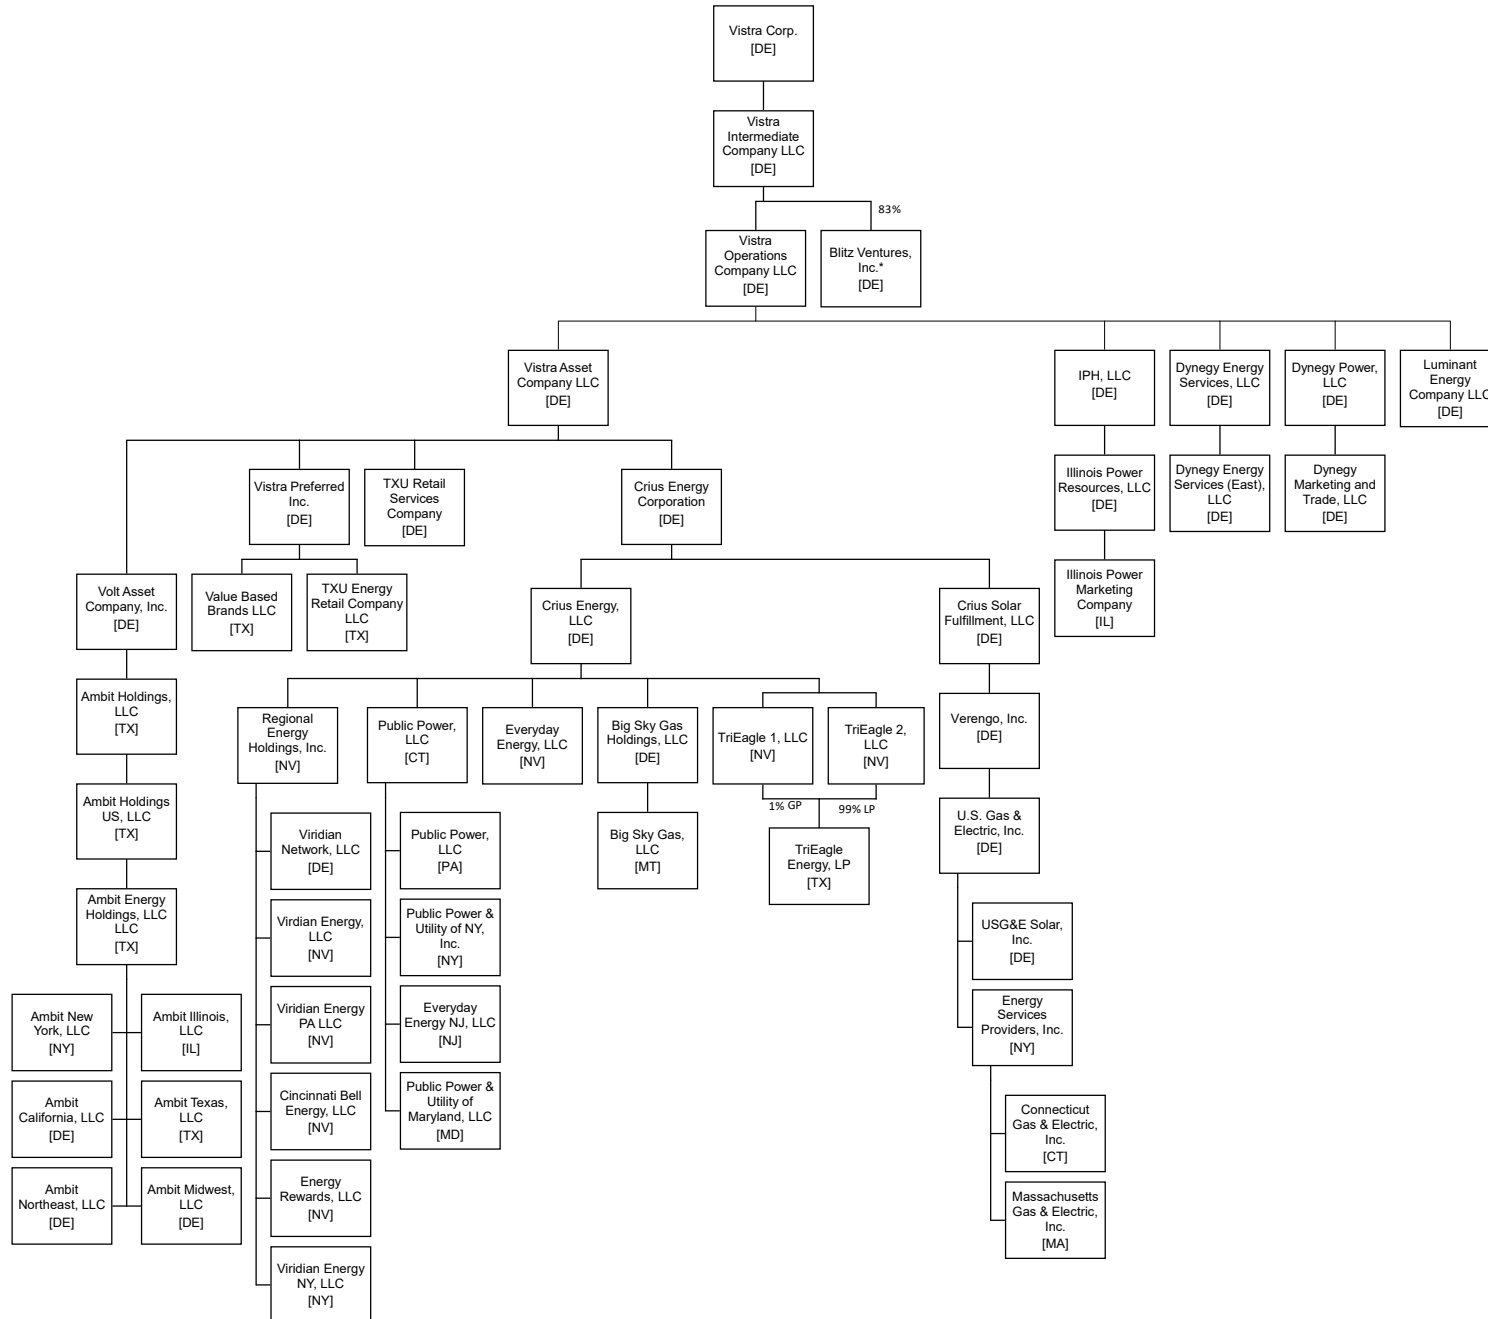 Vistra Corp.
[DE]
Vistra
Intermediate
Company LLC
[DE]
83%
Vistra
Operations
Company LLC
[DE]
Blitz Ventures,
Inc.*
[DE]
Vistra Asset
Company LLC
[DE]
IPH, LLC
[DE]
Dynegy Energy
Services, LLC
[DE]
Dynegy Power,
LLC
[DE]
Luminant
Energy
Company LLC
[DE]
Vistra Preferred
Inc.
[DE]
TXU Retail
Services
Company
[DE]
Crius Energy
Corporation
[DE]
Illinois Power
Resources, LLC
[DE]
Dynegy Energy
Services (East),
LLC
[DE]
Dynegy
Marketing and
Trade, LLC
[DE]
Volt Asset
Company, Inc.
[DE]
Value Based
Brands LLC
[TX]
TXU Energy
Retail Company
LLC
[TX]
Crius Energy,
LLC
[DE]
Crius Solar
Fulfillment, LLC
[DE]
Illinois Power
Marketing
Company
[IL]
Ambit Holdings,
LLC
[TX]
Regional
Energy
Holdings, Inc.
[NV]
Public Power,
LLC
[CT]
Everyday
Energy, LLC
[NV]
Big Sky Gas
Holdings, LLC
[DE]
TriEagle 1, LLC
[NV]
TriEagle 2,
LLC
[NV]
Verengo, Inc.
[DE]
1% GP
99% LP
Ambit Holdings
US, LLC
[TX]
Viridian
Network, LLC
[DE]
Public Power,
LLC
[PA]
Big Sky Gas,
LLC
[MT]
TriEagle
Energy, LP
[TX]
U.S. Gas &
Electric, Inc.
[DE]
Ambit Energy
Holdings, LLC
LLC
[TX]
Virdian Energy,
LLC
[NV]
Public Power &
Utility of NY,
Inc.
[NY]
USG&E Solar,
Inc.
[DE]
Ambit New
York, LLC
[NY]
Ambit Illinois,
LLC
[IL]
Viridian Energy
PA LLC
[NV]
Everyday
Energy NJ, LLC
[NJ]
Energy
Services
Providers, Inc.
[NY]
Ambit
California, LLC
[DE]
Ambit Texas,
LLC
[TX]
Cincinnati Bell
Energy, LLC
[NV]
Public Power &
Utility of
Maryland, LLC
[MD]
Connecticut
Gas & Electric,
Inc.
[CT]
Ambit
Northeast, LLC
[DE]
Ambit Midwest,
LLC
[DE]
Energy
Rewards, LLC
[NV]
Massachusetts
Gas & Electric,
Inc.
[MA]
Viridian Energy
NY, LLC
[NY]